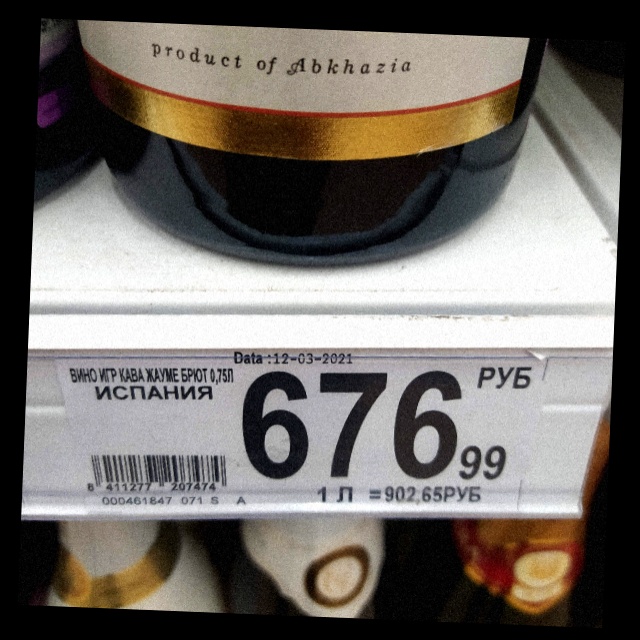 product of Abkhazia
Data :12-03-2021
ВИНО ИГР КАВА ЖАУМЕ БРЮТ 0,75Л
ИСПАНИЯ
676 99 РУБ
8 411277 207474
000461847 071 S A
1 Л =902,65РУБ